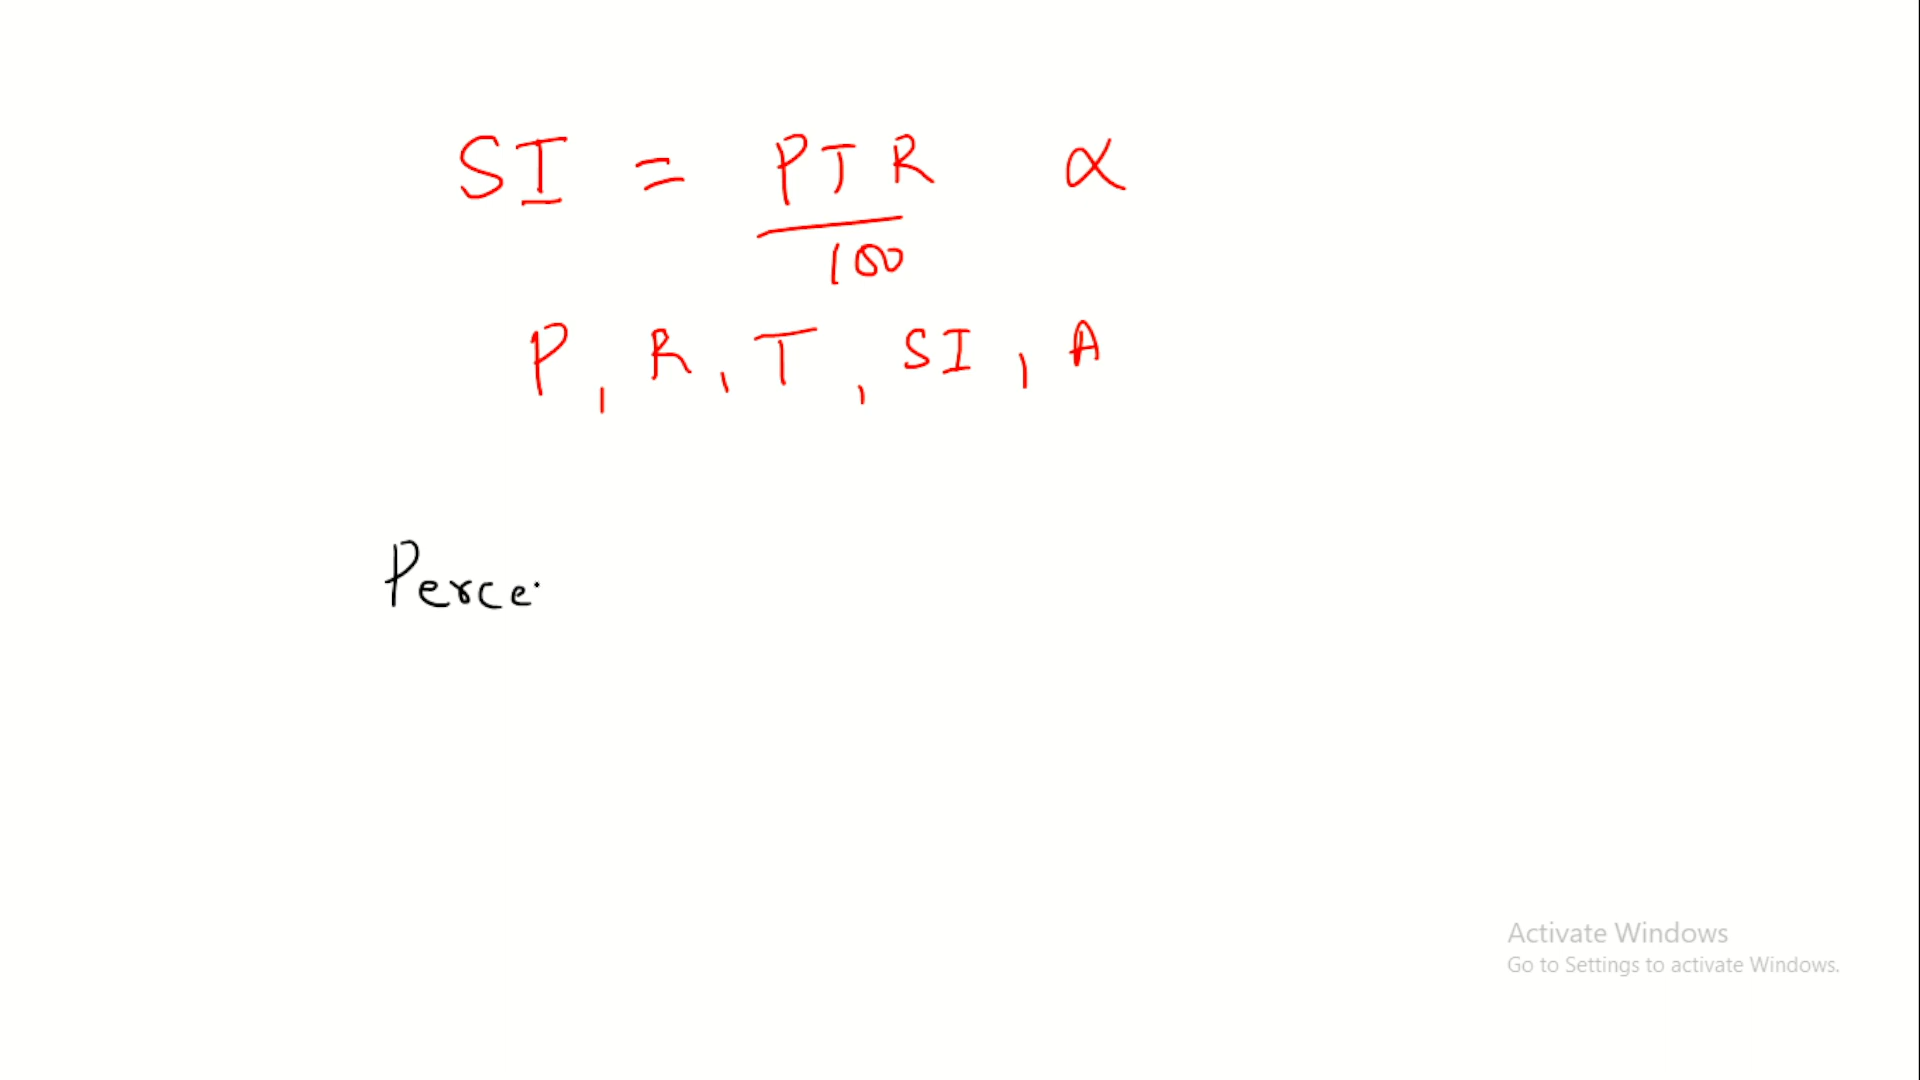 SI = PTR α
100
P, R, T, SI, A
Perce
Activate Windows
Go to Settings to activate Windows.